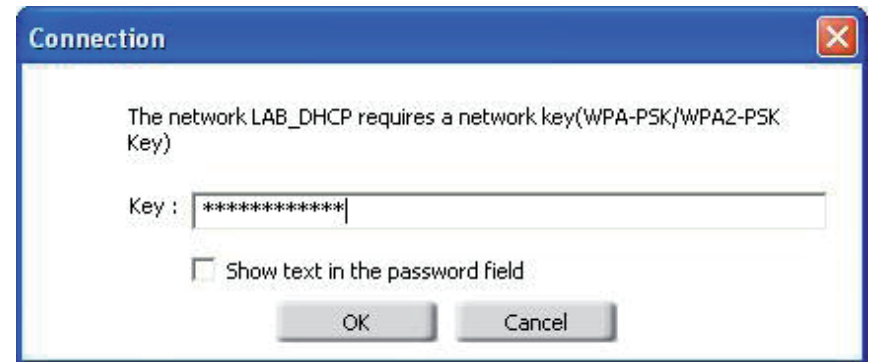 Connection
The network LAB_DHCP requires a network key(WPA-PSK/WPA2-PSK
Key)
Key : ************
Show text in the password field
OK Cancel